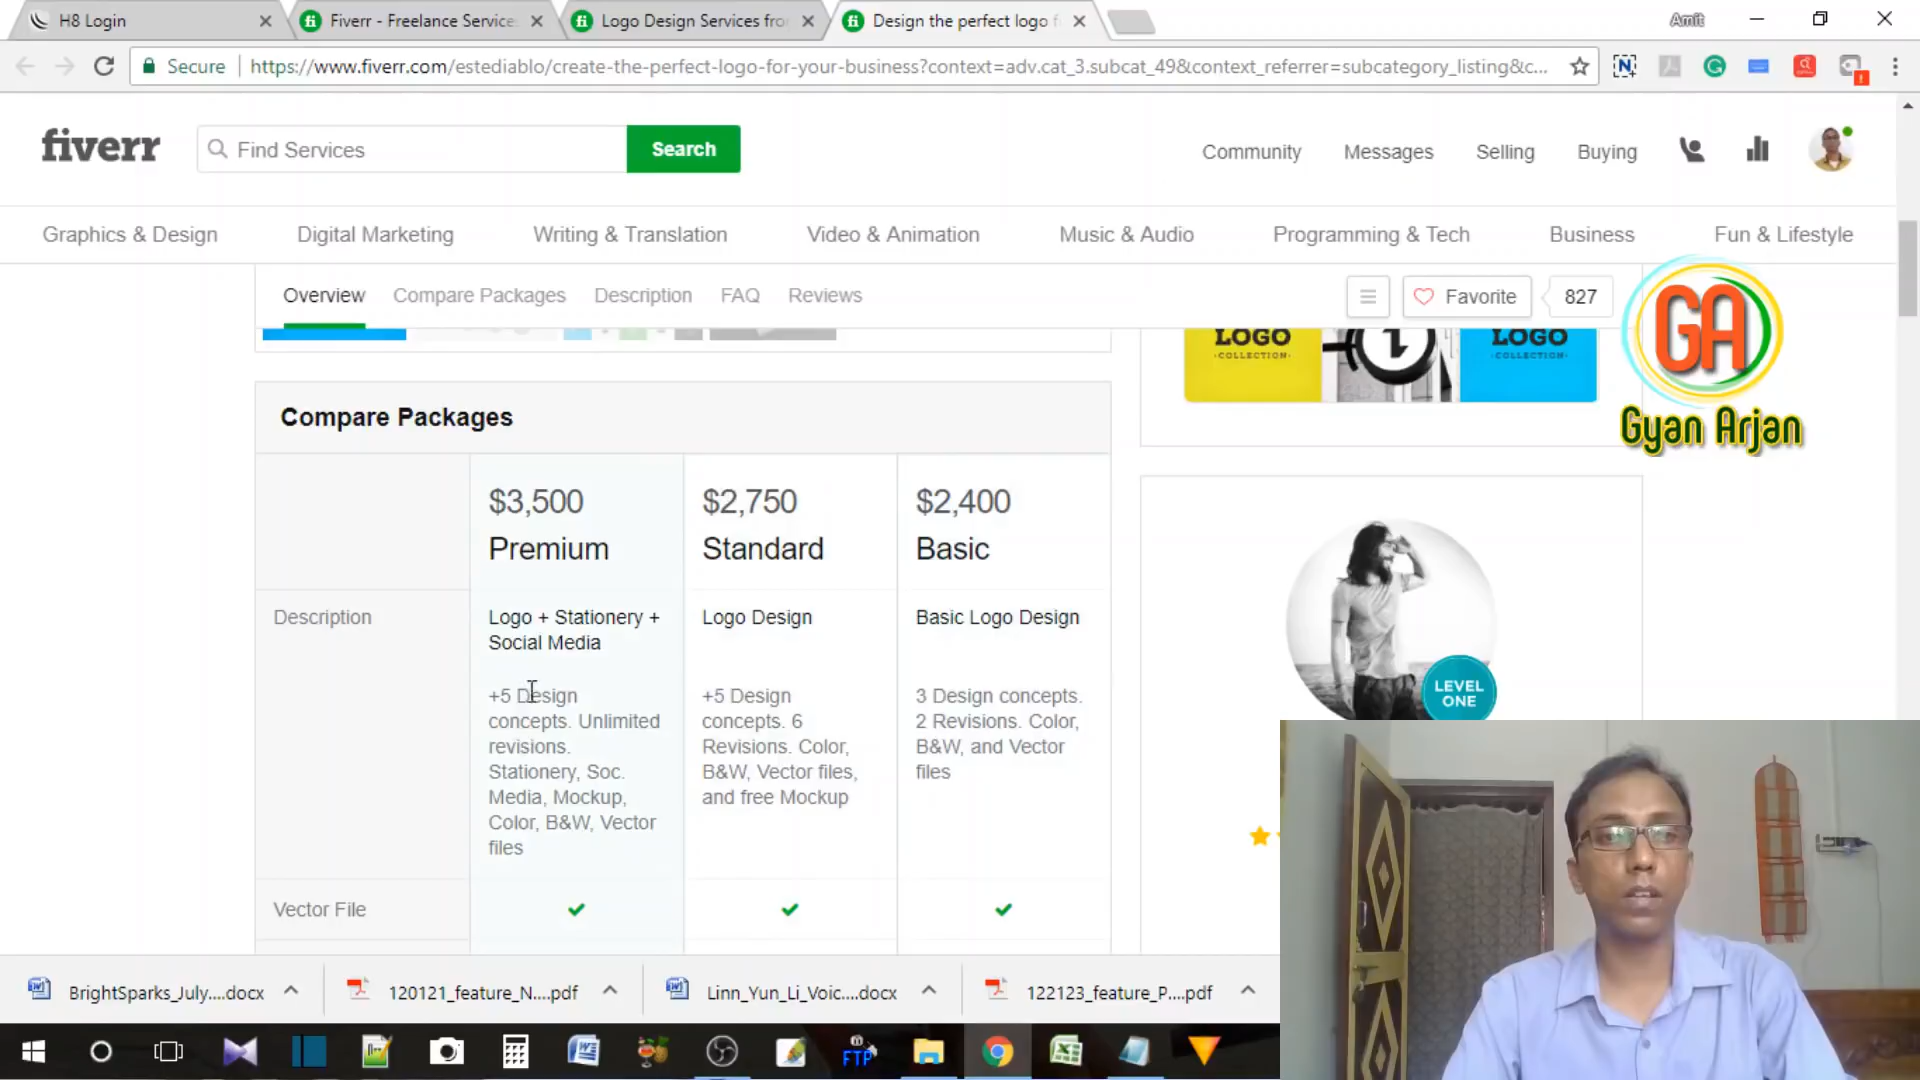 H8 Login
Fiverr - Freelance Service
Logo Design Services fro
Design the perfect logo f
Amit
Secure
https://www.fiverr.com/estediablo/create-the-perfect-logo-for-your-business?context=adv.cat_3.subcat_49&context_referrer=subcategory_listing&c...
fiverr
Find Services
Search
Community
Messages
Selling
Buying
Graphics & Design
Digital Marketing
Writing & Translation
Video & Animation
Music & Audio
Programming & Tech
Business
Fun & Lifestyle
Overview
Compare Packages
Description
FAQ
Reviews
Favorite
827
LOGO
·COLLECTION·
LOGO
·COLLECTION·
GA
Gyan Arjan
Compare Packages
$3,500
Premium
$2,750
Standard
$2,400
Basic
Description
Logo + Stationery +
Social Media
+5 Design
concepts. Unlimited
revisions.
Stationery, Soc.
Media, Mockup,
Color, B&W, Vector
files
Logo Design
+5 Design
concepts. 6
Revisions. Color,
B&W, Vector files,
and free Mockup
Basic Logo Design
3 Design concepts.
2 Revisions. Color,
B&W, and Vector
files
LEVEL
ONE
Vector File
BrightSparks_July....docx
120121_feature_N....pdf
Linn_Yun_Li_Voic....docx
122123_feature_P....pdf
FTP